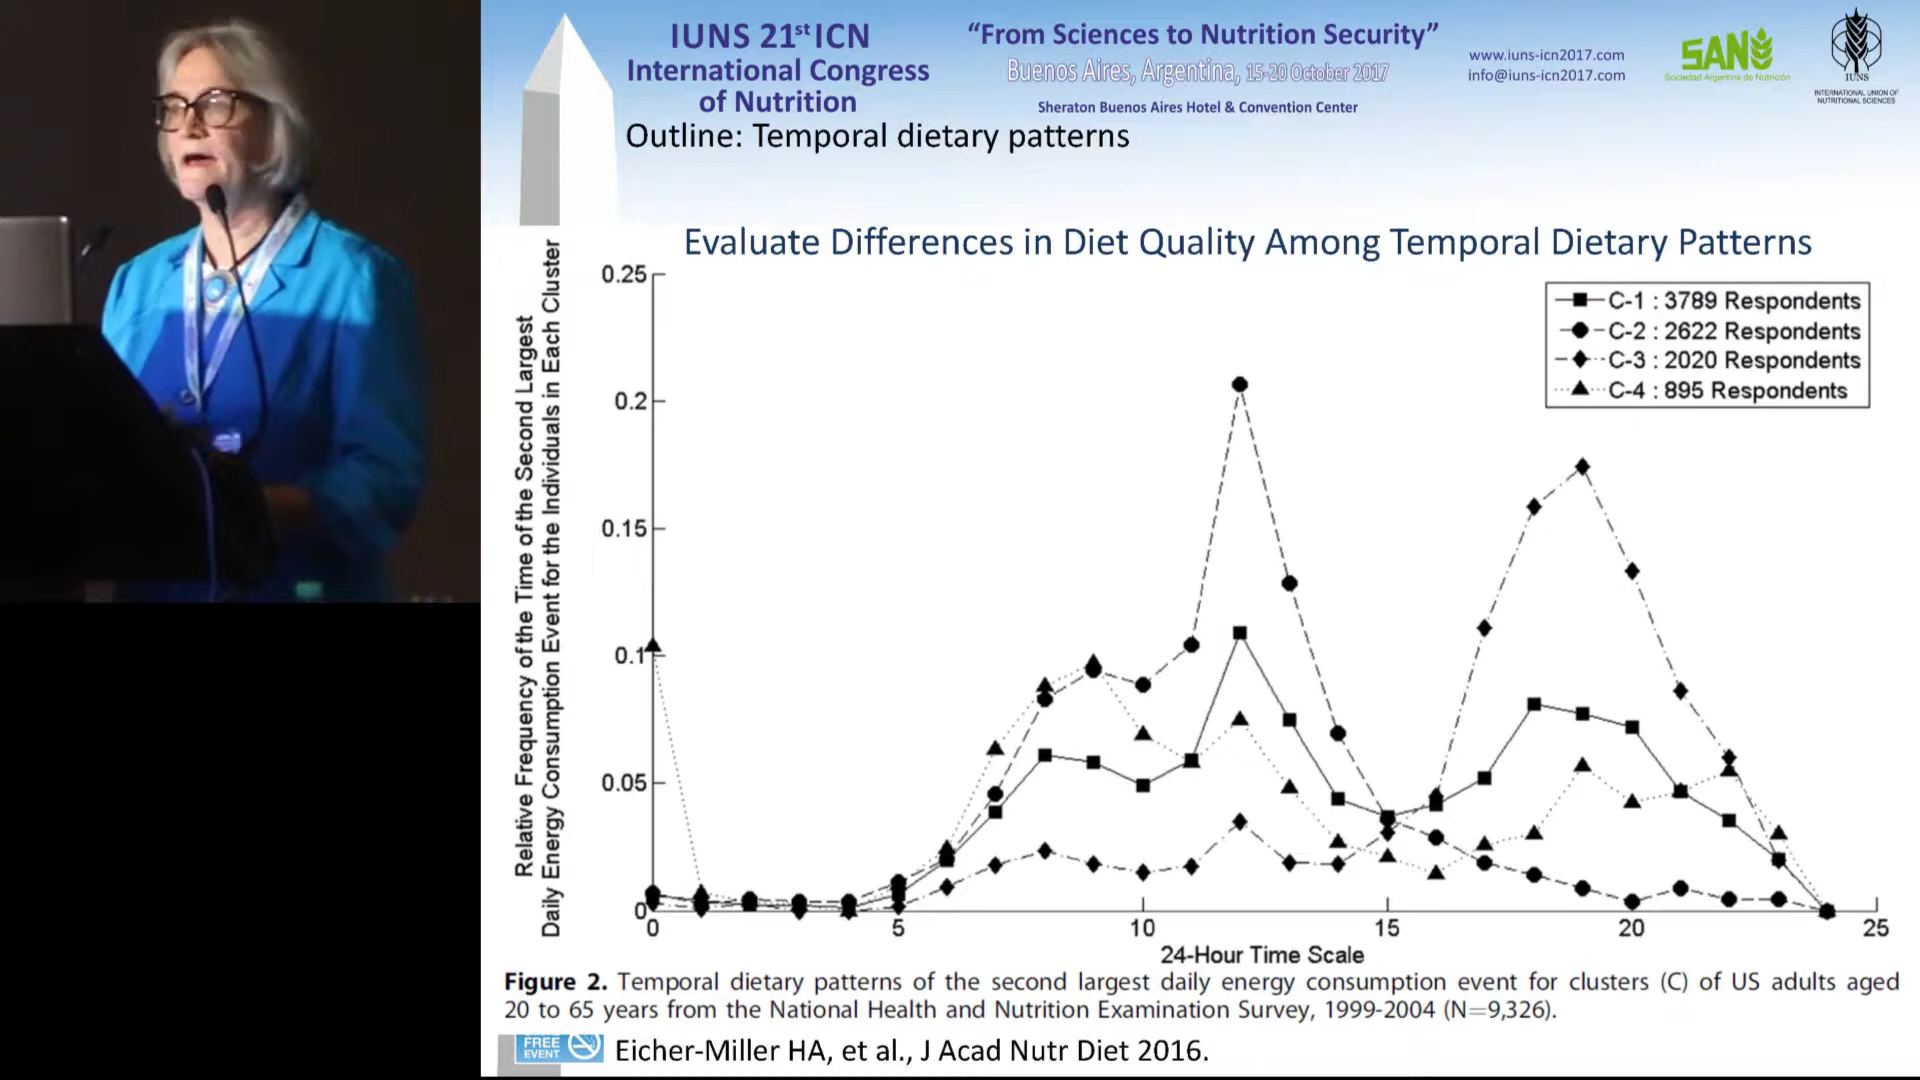 IUNS 21st ICN
International Congress
of Nutrition
“From Sciences to Nutrition Security”
Buenos Aires, Argentina, 15-20 October 2017
Sheraton Buenos Aires Hotel & Convention Center
www.iuns-icn2017.com
info@iuns-icn2017.com
SAN
Sociedad Argentina de Nutrición
IUNS
INTERNATIONAL UNION OF
NUTRITIONAL SCIENCES
Outline: Temporal dietary patterns
Evaluate Differences in Diet Quality Among Temporal Dietary Patterns
Relative Frequency of the Time of the Second Largest
Daily Energy Consumption Event for the Individuals in Each Cluster
0.25
0.2
0.15
0.1
0.05
0
C-1 : 3789 Respondents
C-2 : 2622 Respondents
C-3 : 2020 Respondents
C-4 : 895 Respondents
0 5 10 15 20 25
24-Hour Time Scale
Figure 2. Temporal dietary patterns of the second largest daily energy consumption event for clusters (C) of US adults aged
20 to 65 years from the National Health and Nutrition Examination Survey, 1999-2004 (N=9,326).
FREE
EVENT
Eicher-Miller HA, et al., J Acad Nutr Diet 2016.